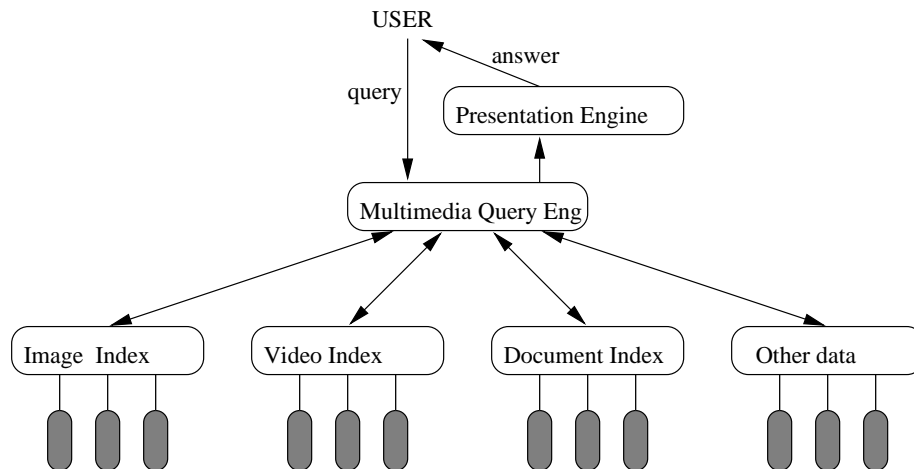 USER
answer
query
Presentation Engine
Multimedia Query Eng
Image Index
Video Index
Document Index
Other data